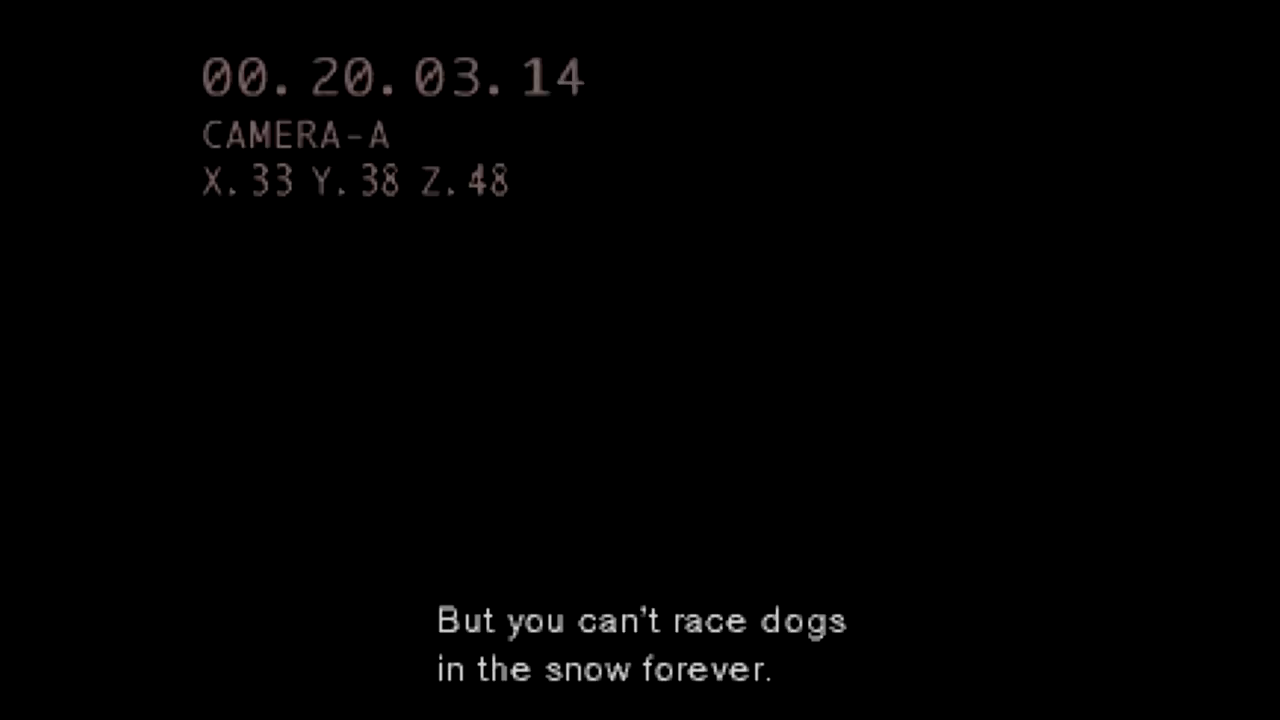 00.20.03.14
CAMERA-A
X.33 Y.38 Z.48
But you can't race dogs
in the snow forever.